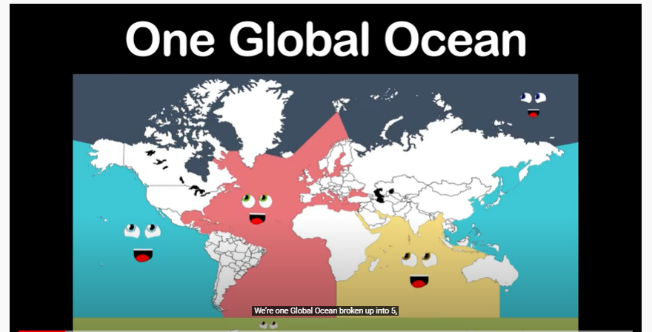 One Global Ocean
We're one Global Ocean broken up into 5,